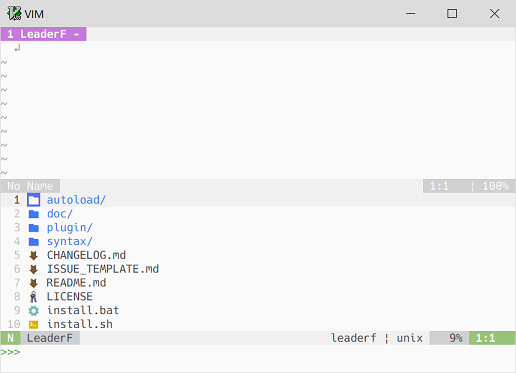 VIM
1 LeaderF -
↲
~
~
~
~
~
~
~
~
~
No Name 1:1 ¦ 100%
1 autoload/
2 doc/
3 plugin/
4 syntax/
5 CHANGELOG.md
6 ISSUE_TEMPLATE.md
7 README.md
8 LICENSE
9 install.bat
10 install.sh
N LeaderF leaderf ¦ unix 9% 1:1
>>>